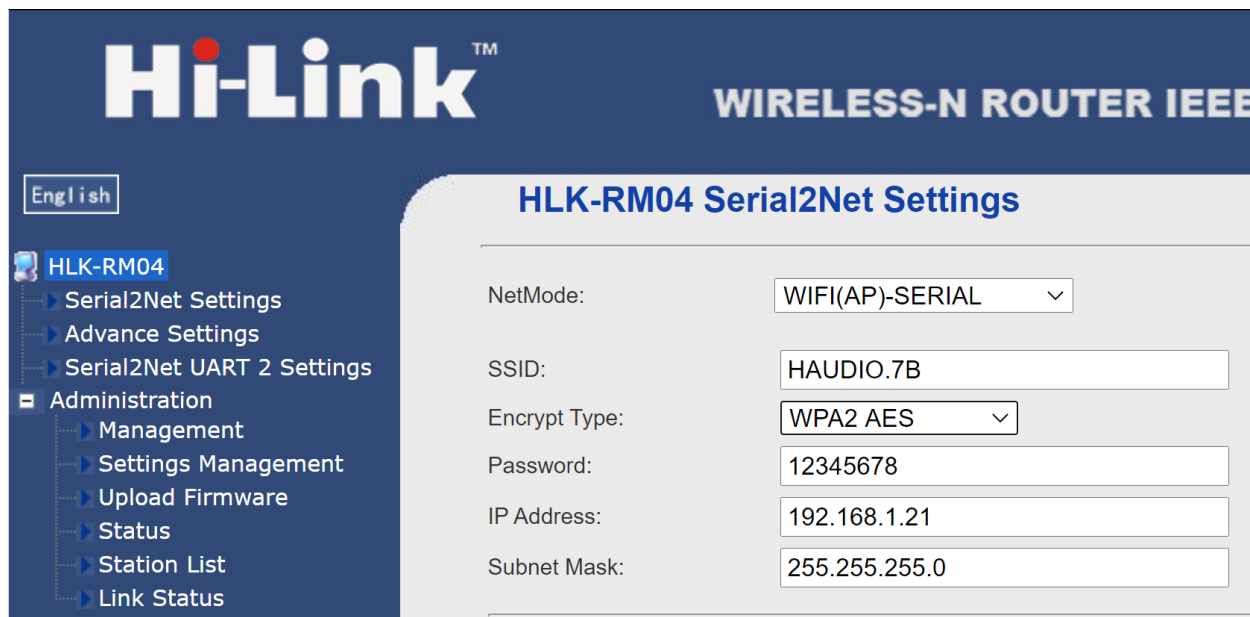 Hi-Link™
WIRELESS-N ROUTER IEEE
English
HLK-RM04
Serial2Net Settings
Advance Settings
Serial2Net UART 2 Settings
Administration
Management
Settings Management
Upload Firmware
Status
Station List
Link Status
HLK-RM04 Serial2Net Settings
NetMode: WIFI(AP)-SERIAL
SSID: HAUDIO.7B
Encrypt Type: WPA2 AES
Password: 12345678
IP Address: 192.168.1.21
Subnet Mask: 255.255.255.0